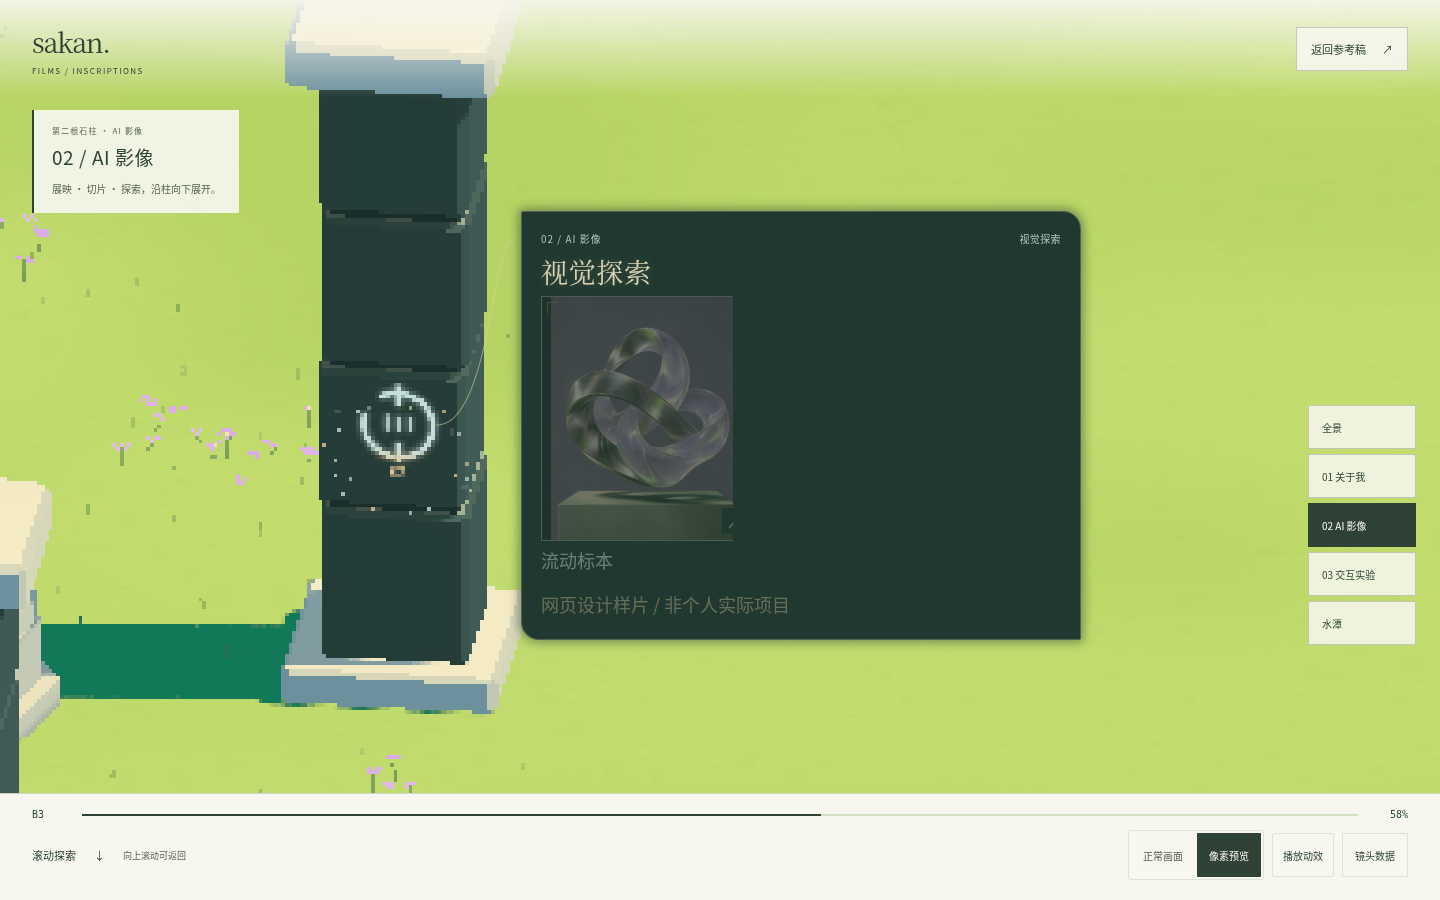 sakan.
FILMS / INSCRIPTIONS
返回参考稿 ↗
第二根石柱 · AI 影像
02 / AI 影像
展映 · 切片 · 探索，沿柱向下展开。
02 / AI 影像
视觉探索
视觉探索
流动标本
网页设计样片 / 非个人实际项目
全景
01 关于我
02 AI 影像
03 交互实验
水潭
B3
58%
滚动探索 ↓ 向上滚动可返回
正常画面
像素预览
播放动效
镜头数据